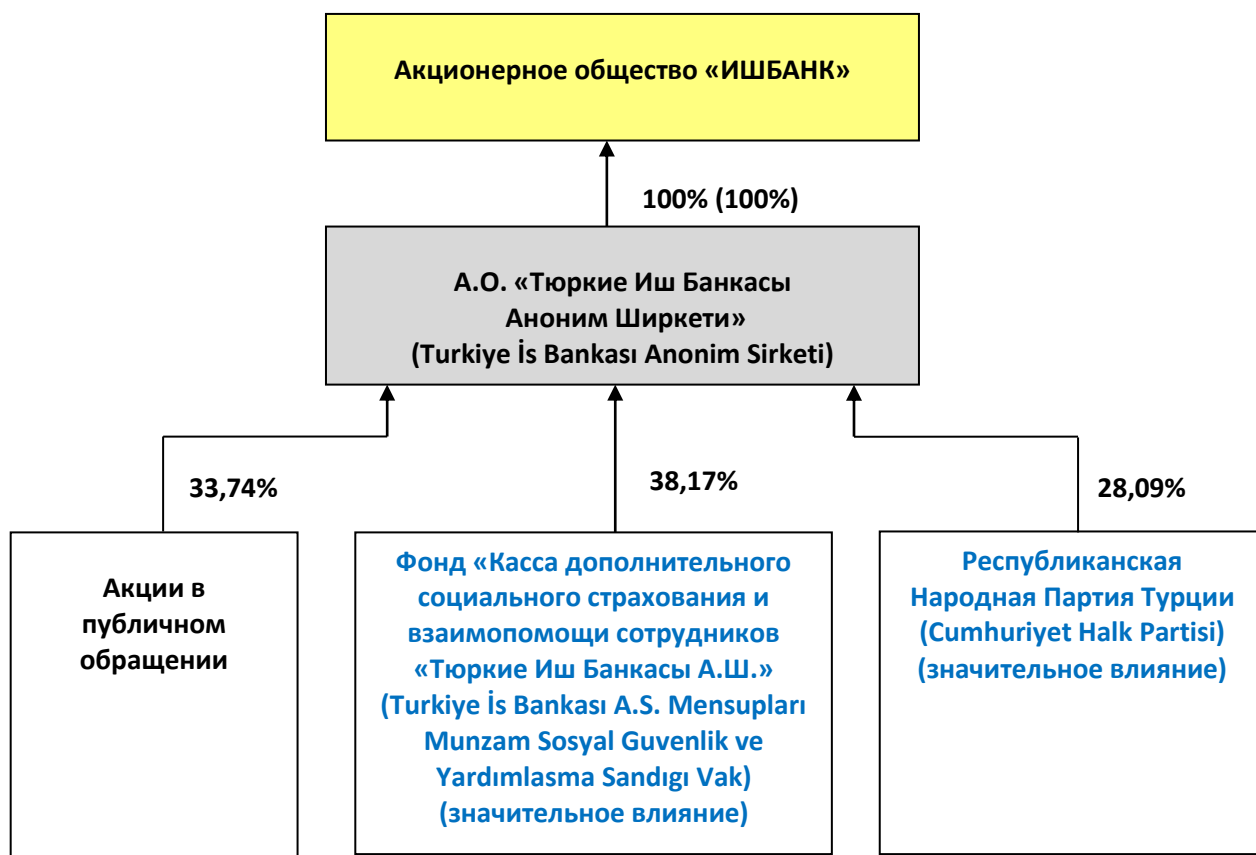 Акционерное общество «ИШБАНК»
100% (100%)
А.О. «Тюркие Иш Банкасы
Аноним Ширкети»
(Turkiye İs Bankası Anonim Sirketi)
33,74%
38,17%
28,09%
Акции в
публичном
обращении
Фонд «Касса дополнительного
социального страхования и
взаимопомощи сотрудников
«Тюркие Иш Банкасы А.Ш.»
(Turkiye İs Bankası A.S. Mensupları
Munzam Sosyal Guvenlik ve
Yardımlasma Sandıgı Vak)
(значительное влияние)
Республиканская
Народная Партия Турции
(Cumhuriyet Halk Partisi)
(значительное влияние)